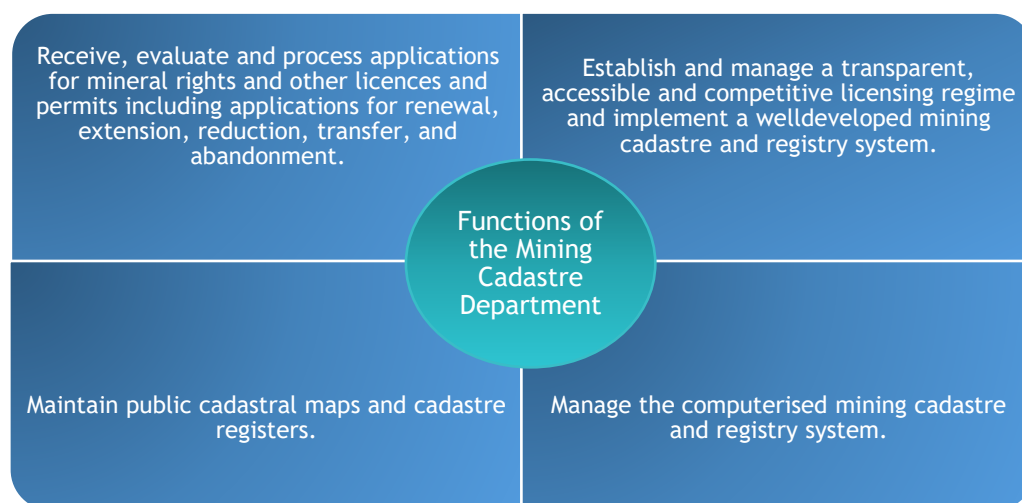 Receive, evaluate and process applications
for mineral rights and other licences and
permits including applications for renewal,
extension, reduction, transfer, and
abandonment.
Establish and manage a transparent,
accessible and competitive licensing regime
and implement a welldeveloped mining
cadastre and registry system.
Functions of
the Mining
Cadastre
Department
Maintain public cadastral maps and cadastre
registers.
Manage the computerised mining cadastre
and registry system.